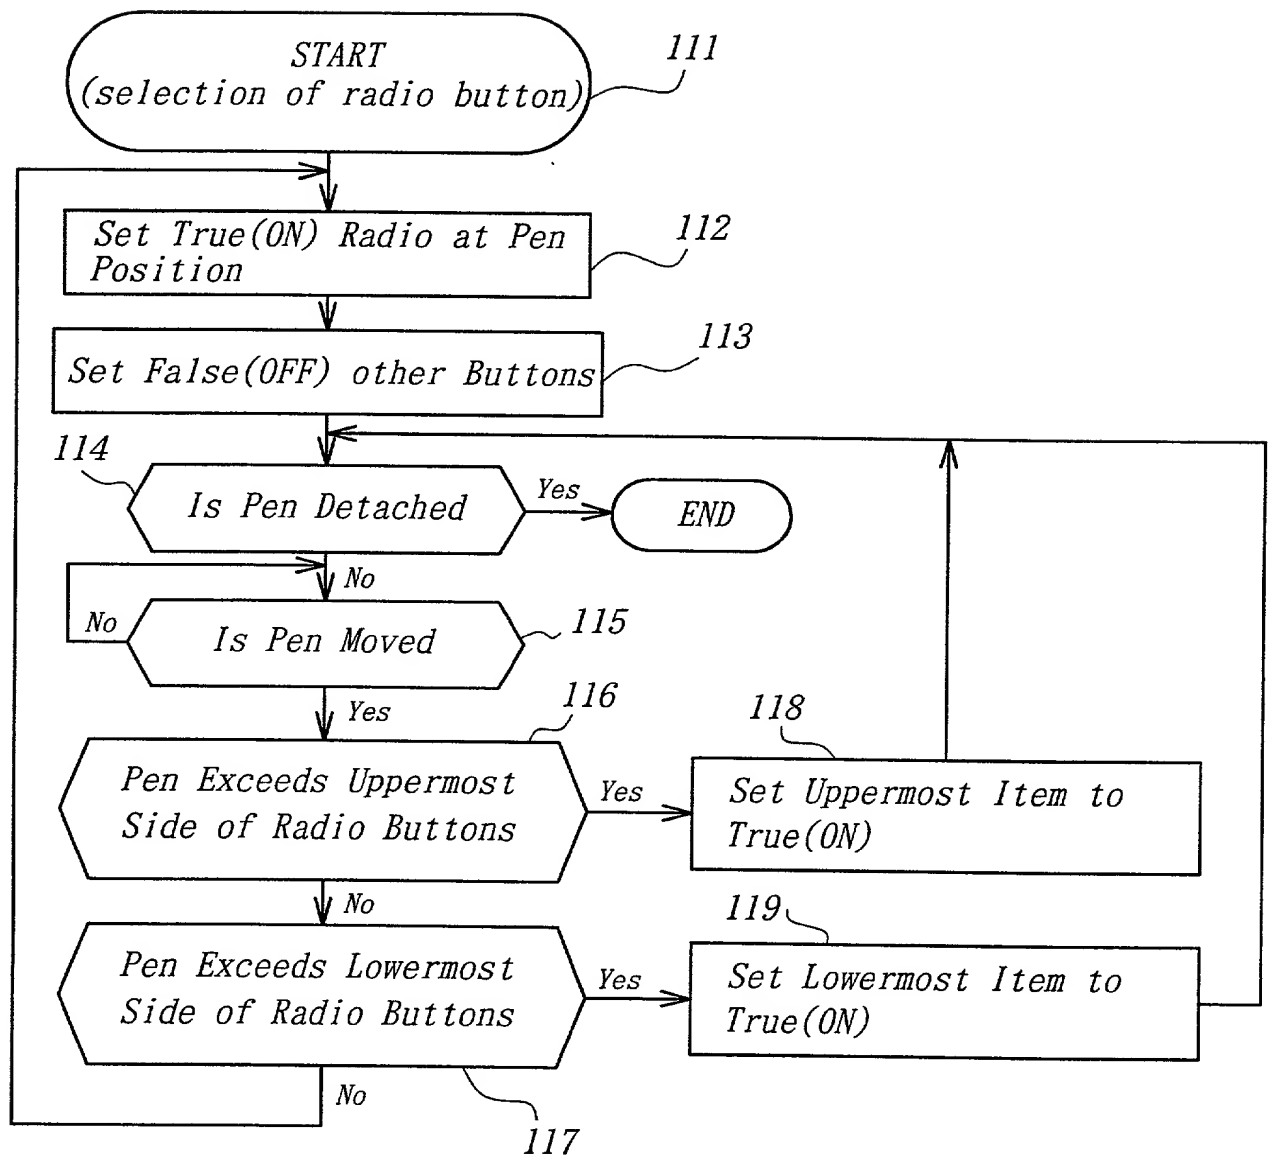 START
(selection of radio button)
111
Set True(ON) Radio at Pen
Position
112
Set False(OFF) other Buttons
113
114
Is Pen Detached
Yes
END
No
No
Is Pen Moved
115
Yes
116
Pen Exceeds Uppermost
Side of Radio Buttons
Yes
118
Set Uppermost Item to
True(ON)
No
Pen Exceeds Lowermost
Side of Radio Buttons
Yes
119
Set Lowermost Item to
True(ON)
No
117